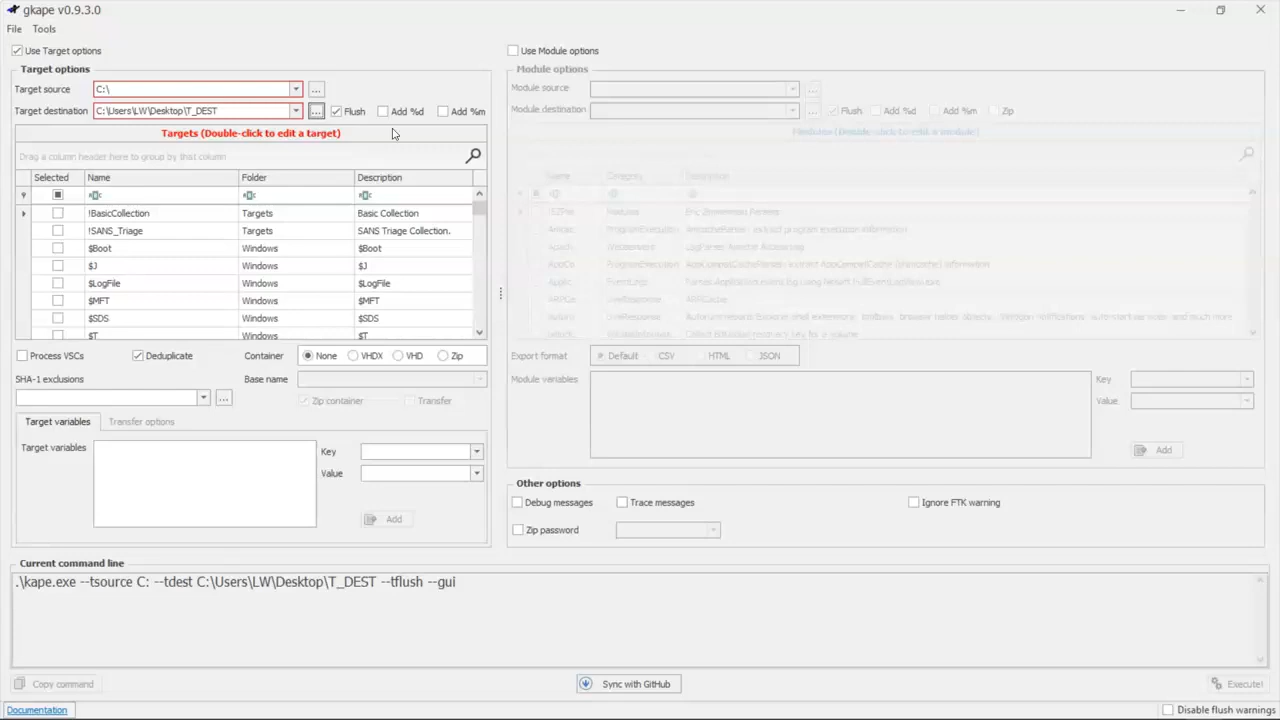 gkape v0.9.3.0
File Tools
Use Target options
Use Module options
Target options
Module options
Target source C:\ ...
Module source ...
Target destination C:\Users\LW\Desktop\T_DEST ... Flush Add %d Add %m
Module destination ... Flush Add %d Add %m Zip
Targets (Double-click to edit a target)
Drag a column header here to group by that column
Selected Name Folder Description
Name Category Description
!BasicCollection Targets Basic Collection
!SANS_Triage Targets SANS Triage Collection.
$Boot Windows $Boot
$J Windows $J
$LogFile Windows $LogFile
$MFT Windows $MFT
$SDS Windows $SDS
$T Windows $T
Process VSCs Deduplicate Container None VHDX VHD Zip
Export format Default CSV HTML JSON
SHA-1 exclusions Base name
Module variables Key
...
Zip container Transfer
Value
Target variables Transfer options
Target variables
Key
Value
Add
Add
Other options
Debug messages Trace messages Ignore FTK warning
Zip password
Current command line
.\kape.exe --tsource C: --tdest C:\Users\LW\Desktop\T_DEST --tflush --gui
Copy command Sync with GitHub Execute!
Documentation Disable flush warnings